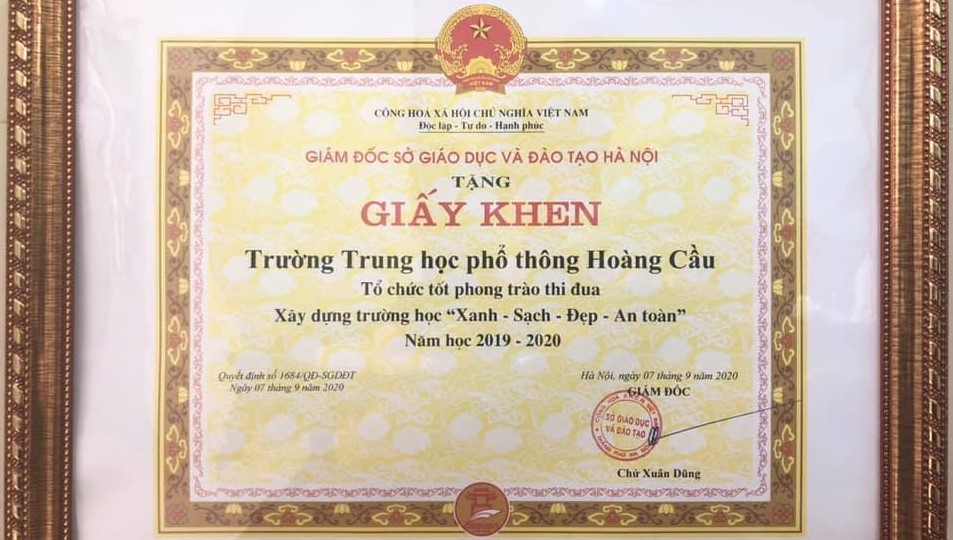 CỘNG HOÀ XÃ HỘI CHỦ NGHĨA VIỆT NAM
Độc lập - Tự do - Hạnh phúc
GIÁM ĐỐC SỞ GIÁO DỤC VÀ ĐÀO TẠO HÀ NỘI
TẶNG
GIẤY KHEN
Trường Trung học phổ thông Hoàng Cầu
Tổ chức tốt phong trào thi đua
Xây dựng trường học “Xanh - Sạch - Đẹp - An toàn”
Năm học 2019 - 2020
Quyết định số 1684/QĐ-SGDĐT
Ngày 07 tháng 9 năm 2020
Hà Nội, ngày 07 tháng 9 năm 2020
GIÁM ĐỐC
SỞ GIÁO DỤC
VÀ ĐÀO TẠO
Chử Xuân Dũng